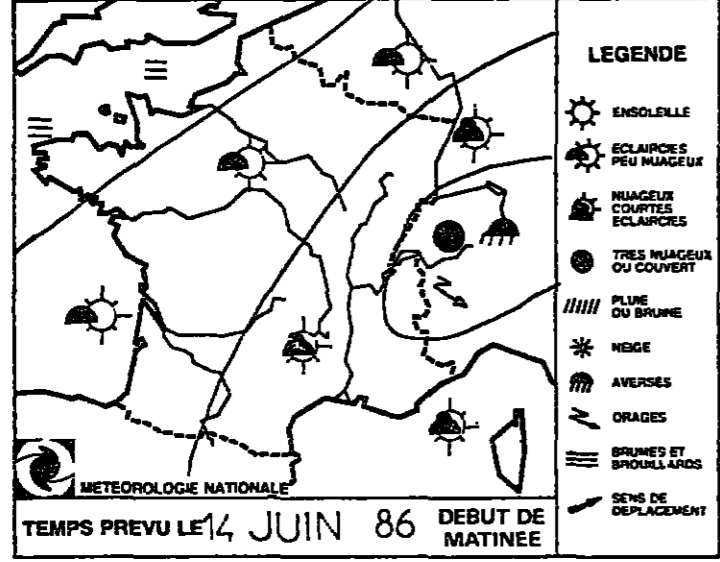 LEGENDE
ENSOLEILLE
ECLAIRCIES
PEU NUAGEUX
NUAGEUX
COURTES
ECLAIRCIES
TRES NUAGEUX
OU COUVERT
PLUIE
OU BRUINE
NEIGE
AVERSES
ORAGES
BRUMES ET
BROUILLARDS
SENS DE
DEPLACEMENT
METEOROLOGIE NATIONALE
TEMPS PREVU LE 14 JUIN 86 DEBUT DE
MATINEE